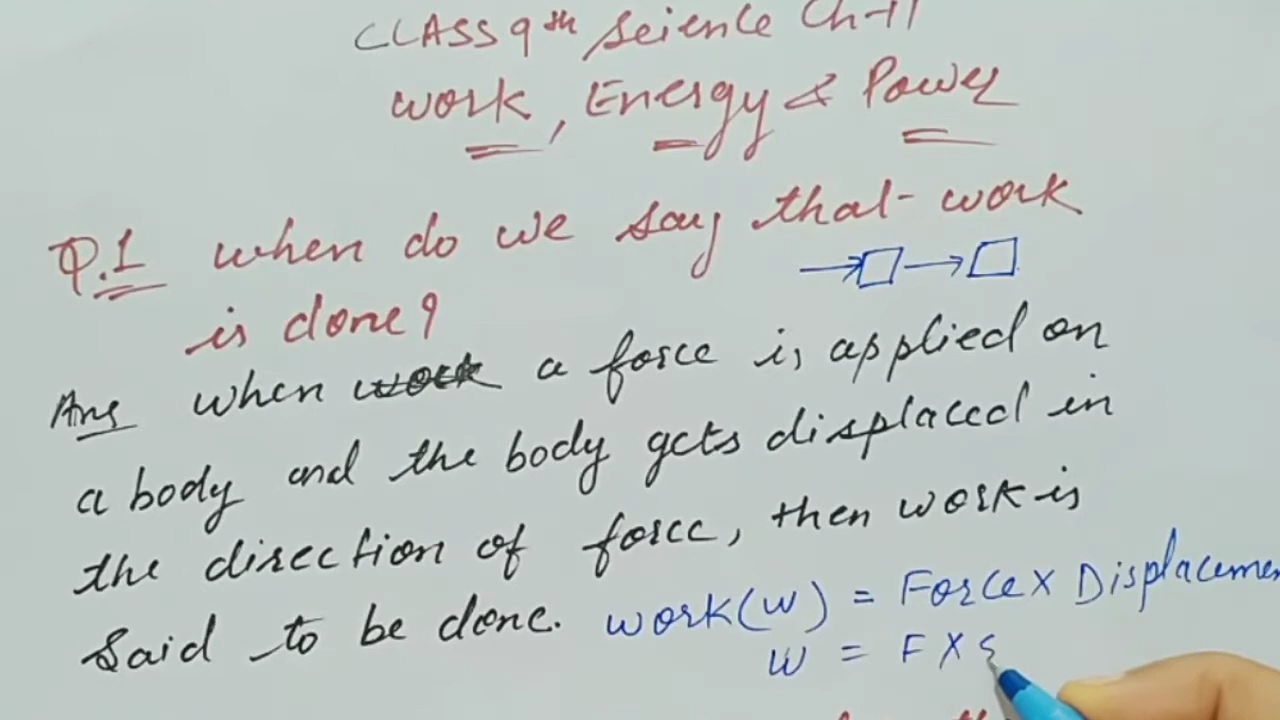 CLASS 9th Science Ch-11
Work, Energy & Power
Q.1 when do we say that work
is done?
Ans when work a force is applied on
a body and the body gets displaced in
the direction of force, then work is
Said to be done. work(W) = Force X Displacemen
W = F X S